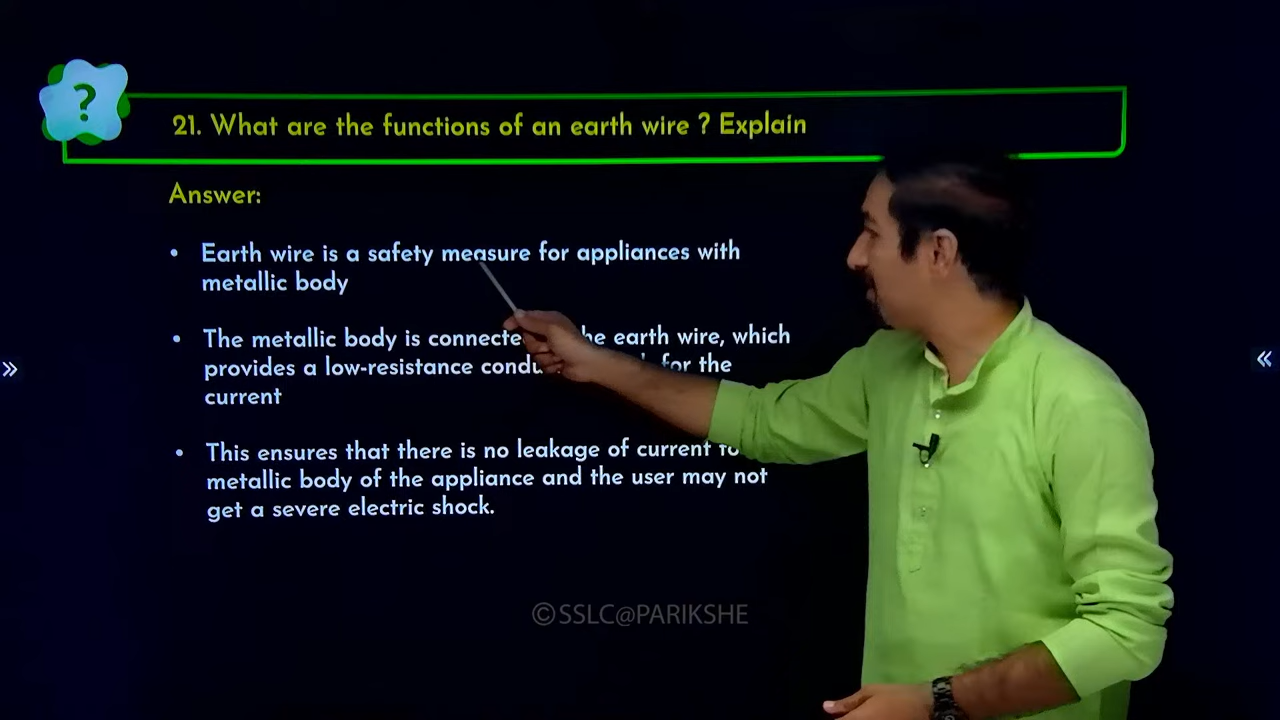 ?
21. What are the functions of an earth wire ? Explain
Answer:
• Earth wire is a safety measure for appliances with
metallic body
• The metallic body is connecte he earth wire, which
provides a low-resistance condu for the
current
• This ensures that there is no leakage of current to
metallic body of the appliance and the user may not
get a severe electric shock.
©SSLC@PARIKSHE